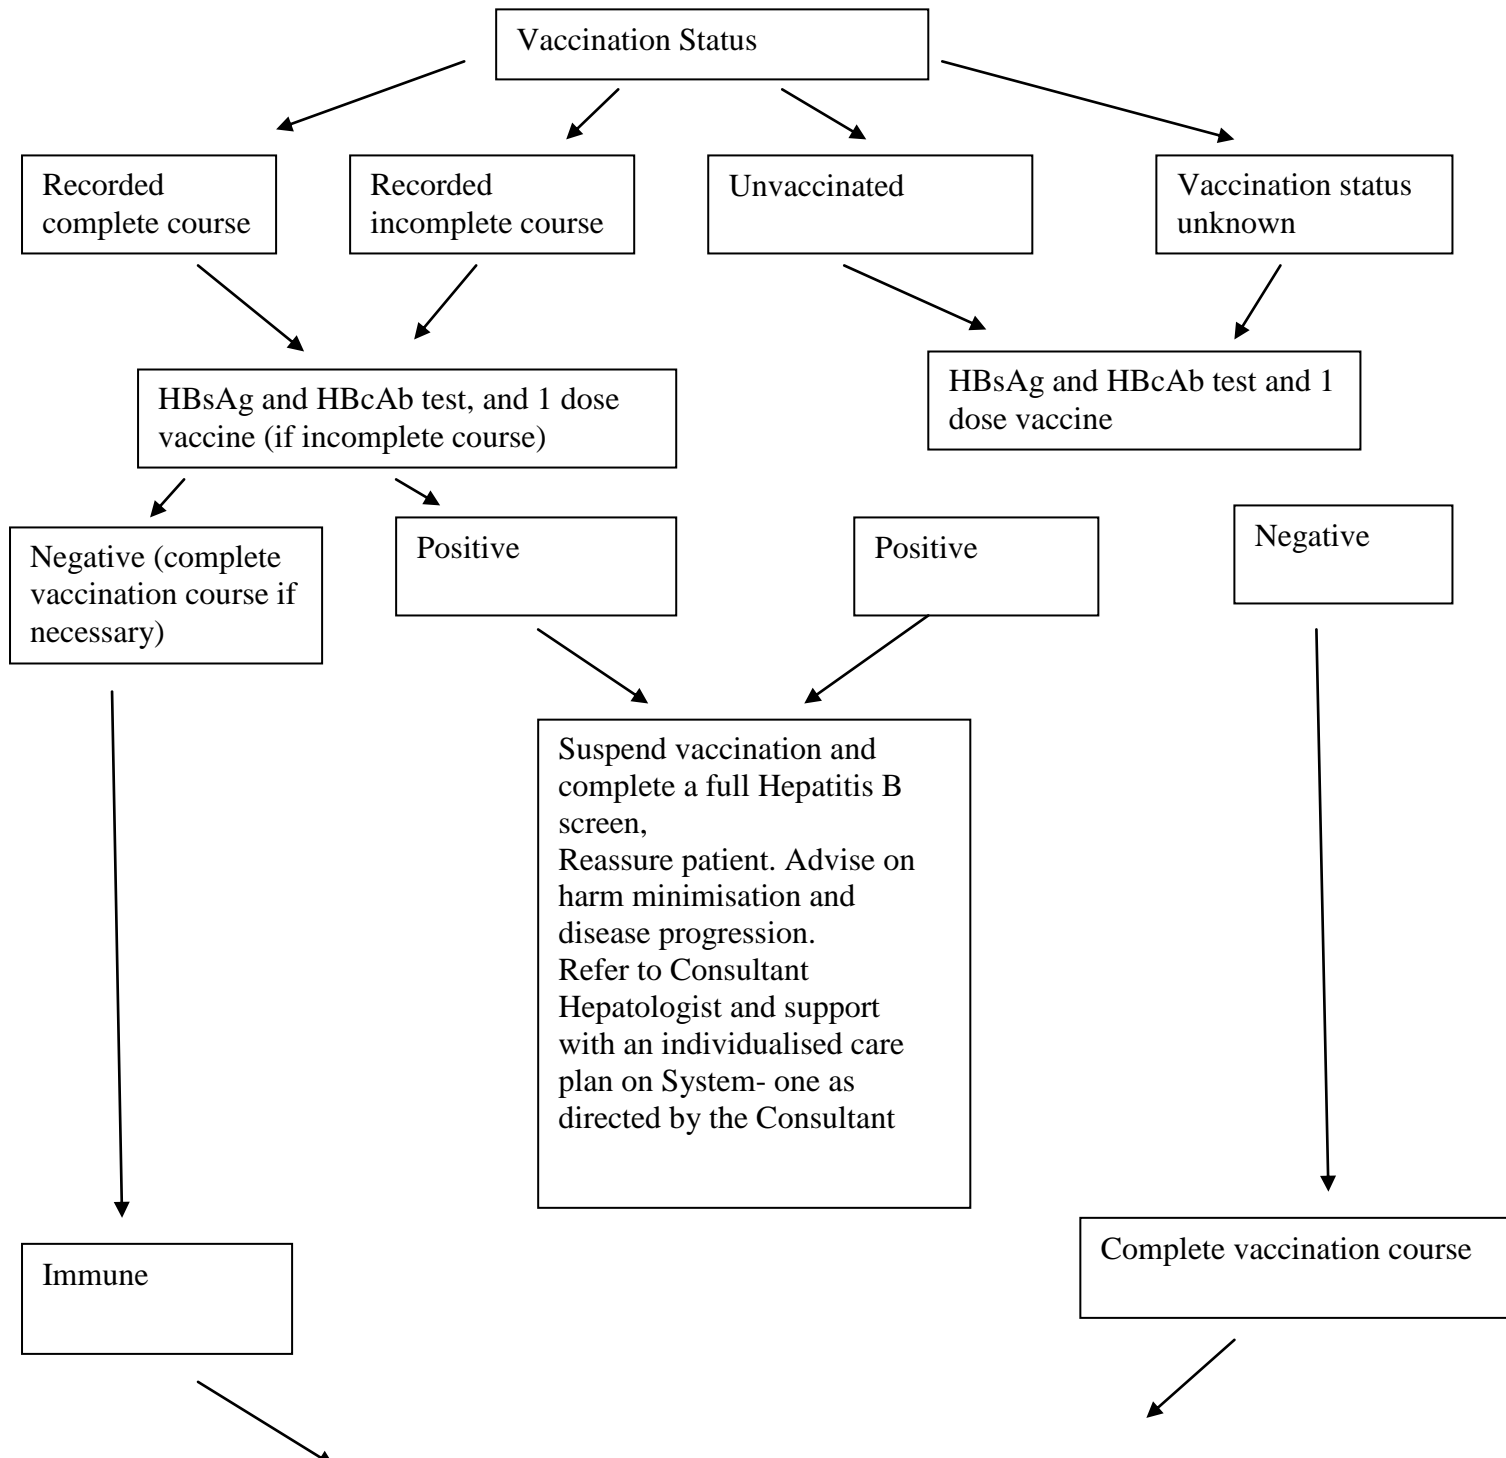 Vaccination Status
Recorded
complete course
Recorded
incomplete course
Unvaccinated
Vaccination status
unknown
HBsAg and HBcAb test, and 1 dose
vaccine (if incomplete course)
HBsAg and HBcAb test and 1
dose vaccine
Negative (complete
vaccination course if
necessary)
Positive
Positive
Negative
Suspend vaccination and
complete a full Hepatitis B
screen,
Reassure patient. Advise on
harm minimisation and
disease progression.
Refer to Consultant
Hepatologist and support
with an individualised care
plan on System- one as
directed by the Consultant
Immune
Complete vaccination course